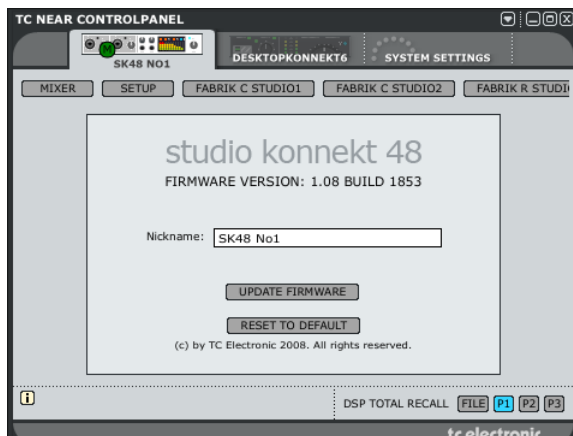 TC NEAR CONTROLPANEL
M
SK48 NO1
DESKTOPKONNEKT6
SYSTEM SETTINGS
MIXER SETUP FABRIK C STUDIO1 FABRIK C STUDIO2 FABRIK R STUDI
studio konnekt 48
FIRMWARE VERSION: 1.08 BUILD 1853
Nickname: SK48 No1
UPDATE FIRMWARE
RESET TO DEFAULT
(c) by TC Electronic 2008. All rights reserved.
i
DSP TOTAL RECALL FILE P1 P2 P3
tc electronic